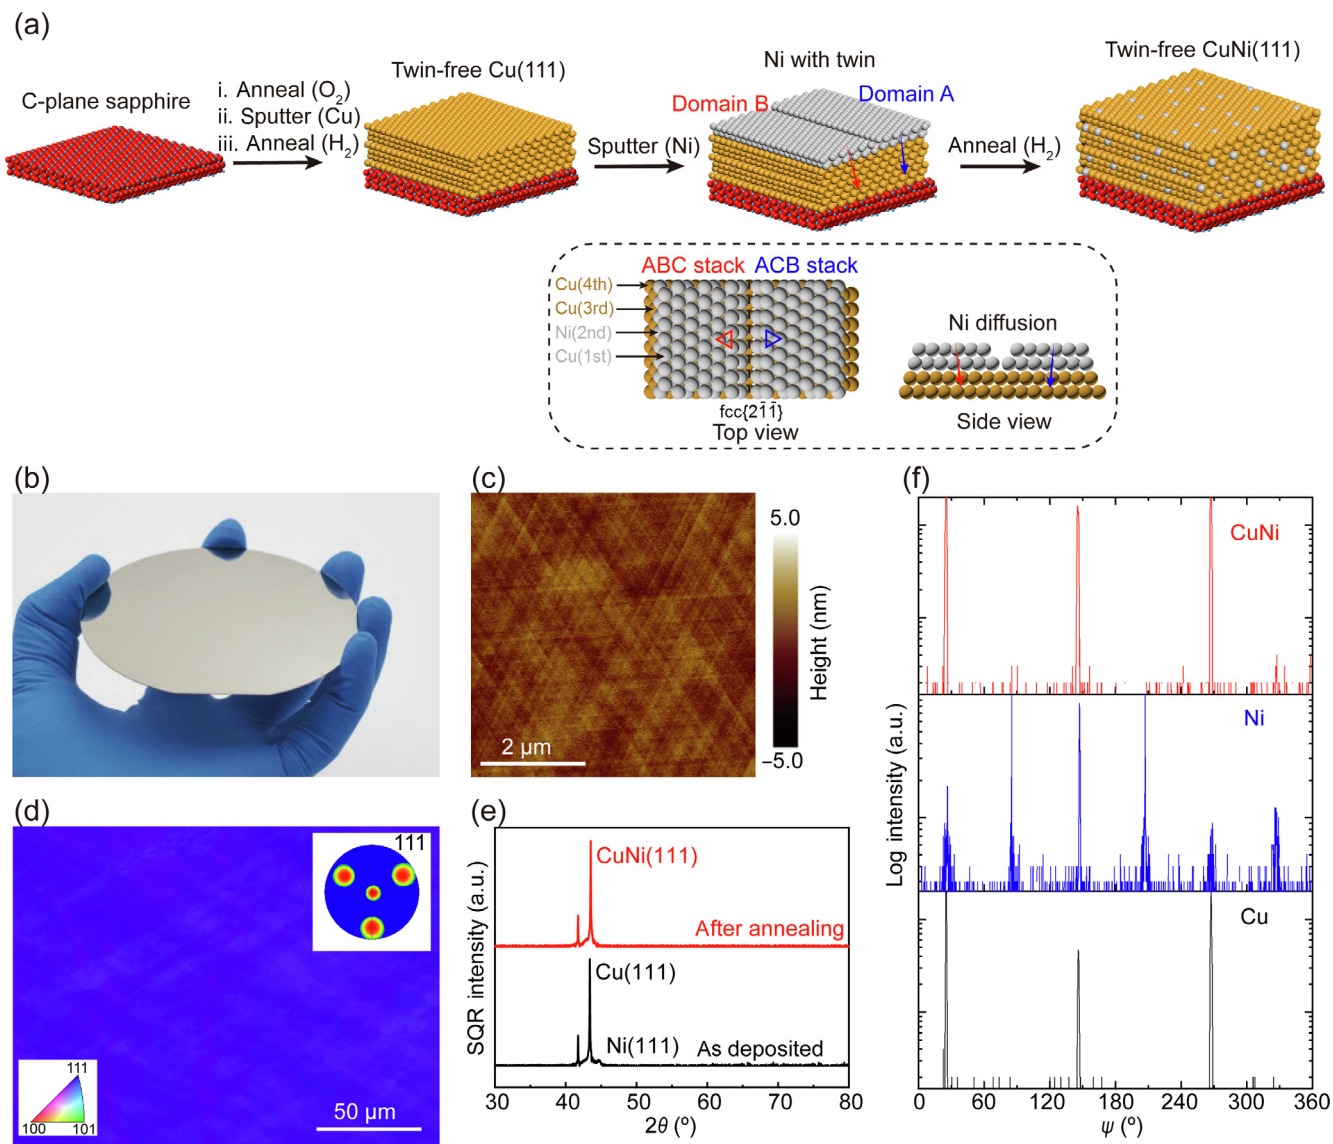 (a)
C-plane sapphire
i. Anneal (O2)
ii. Sputter (Cu)
iii. Anneal (H2)
Twin-free Cu(111)
Sputter (Ni)
Ni with twin
Domain B
Domain A
Anneal (H2)
Twin-free CuNi(111)
ABC stack
ACB stack
Cu(4th)
Cu(3rd)
Ni(2nd)
Cu(1st)
fcc{21̄1̄}
Top view
Ni diffusion
Side view
(b)
(c)
2 μm
5.0
Height (nm)
−5.0
(d)
111
111
100
101
50 μm
(e)
SQR intensity (a.u.)
CuNi(111)
After annealing
Cu(111)
Ni(111)
As deposited
30
40
50
60
70
80
2θ (º)
(f)
Log intensity (a.u.)
CuNi
Ni
Cu
0
60
120
180
240
300
360
ψ (º)